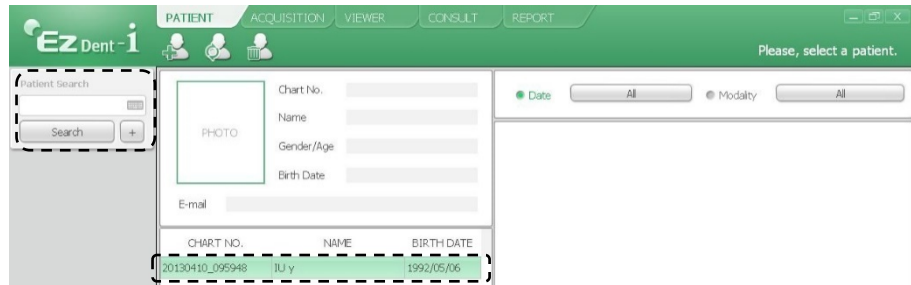 PATIENT ACQUISITION VIEWER CONSULT REPORT
Ez Dent-i
Please, select a patient.
Patient Search
Search +
PHOTO
Chart No.
Name
Gender/Age
Birth Date
E-mail
Date All Modality All
CHART NO. NAME BIRTH DATE
20130410_095948 IU y 1992/05/06